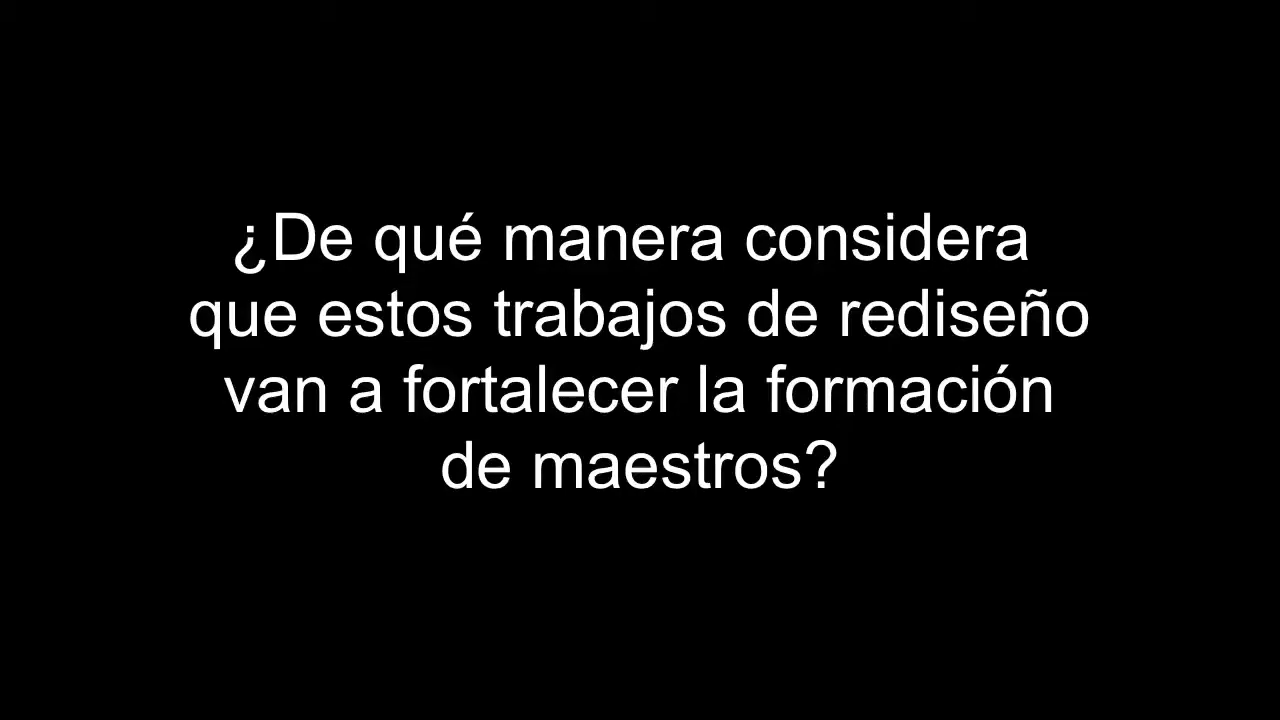 ¿De qué manera considera
que estos trabajos de rediseño
van a fortalecer la formación
de maestros?